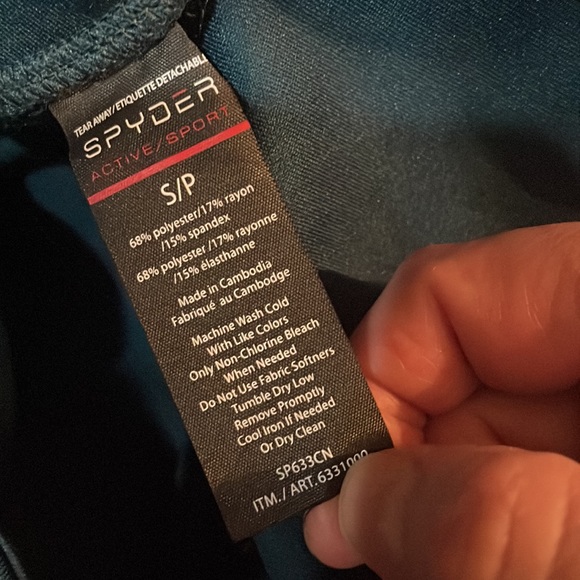 TEAR AWAY/ETIQUETTE DETACHABL
SPYDER
ACTIVE/SPORT
S/P
68% polyester/17% rayon
/15% spandex
68% polyester /17% rayonne
/15% élasthanne
Made in Cambodia
Fabriqué au Cambodge
Machine Wash Cold
With Like Colors
Only Non-Chlorine Bleach
When Needed
Do Not Use Fabric Softners
Tumble Dry Low
Remove Promptly
Cool Iron If Needed
Or Dry Clean
SP633CN
ITM./ ART.